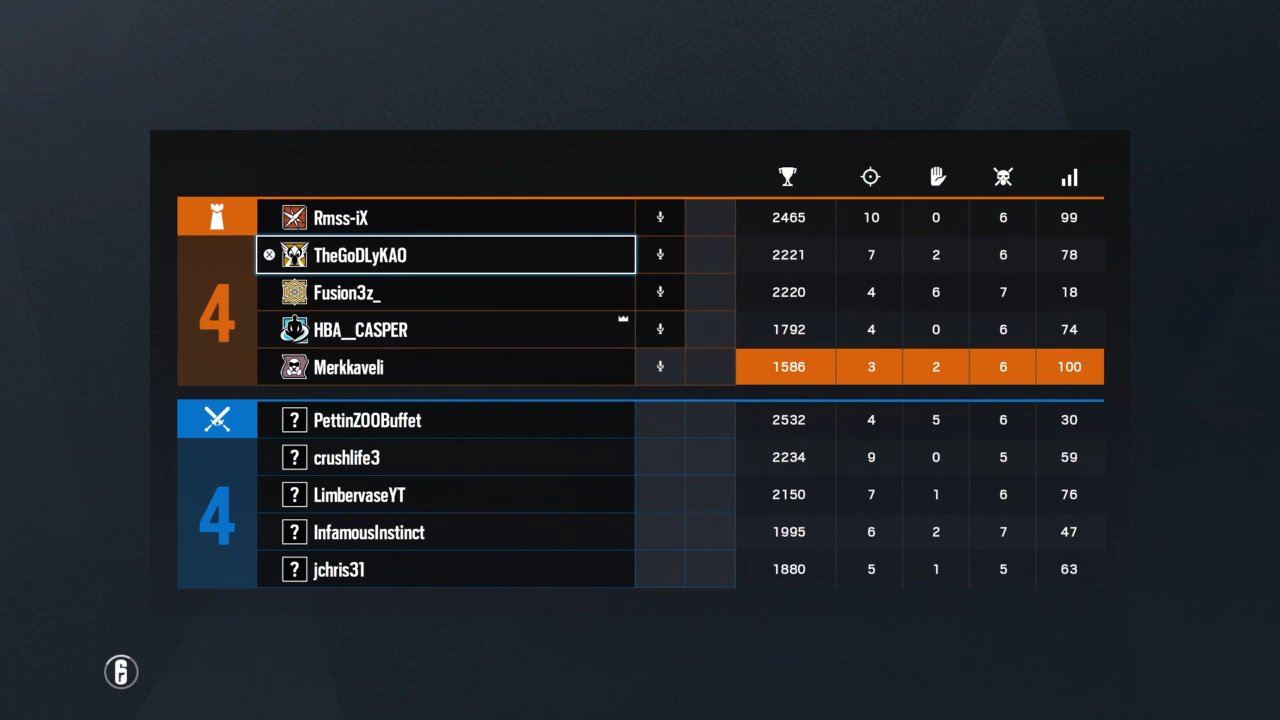 Rmss-iX 2465 10 0 6 99
TheGoDLyKAO 2221 7 2 6 78
Fusion3z_ 2220 4 6 7 18
4
HBA__CASPER 1792 4 0 6 74
Merkkaveli 1586 3 2 6 100
? PettinZOOBuffet 2532 4 5 6 30
? crushlife3 2234 9 0 5 59
? LimbervaseYT 2150 7 1 6 76
4
? InfamousInstinct 1995 6 2 7 47
? jchris31 1880 5 1 5 63
6